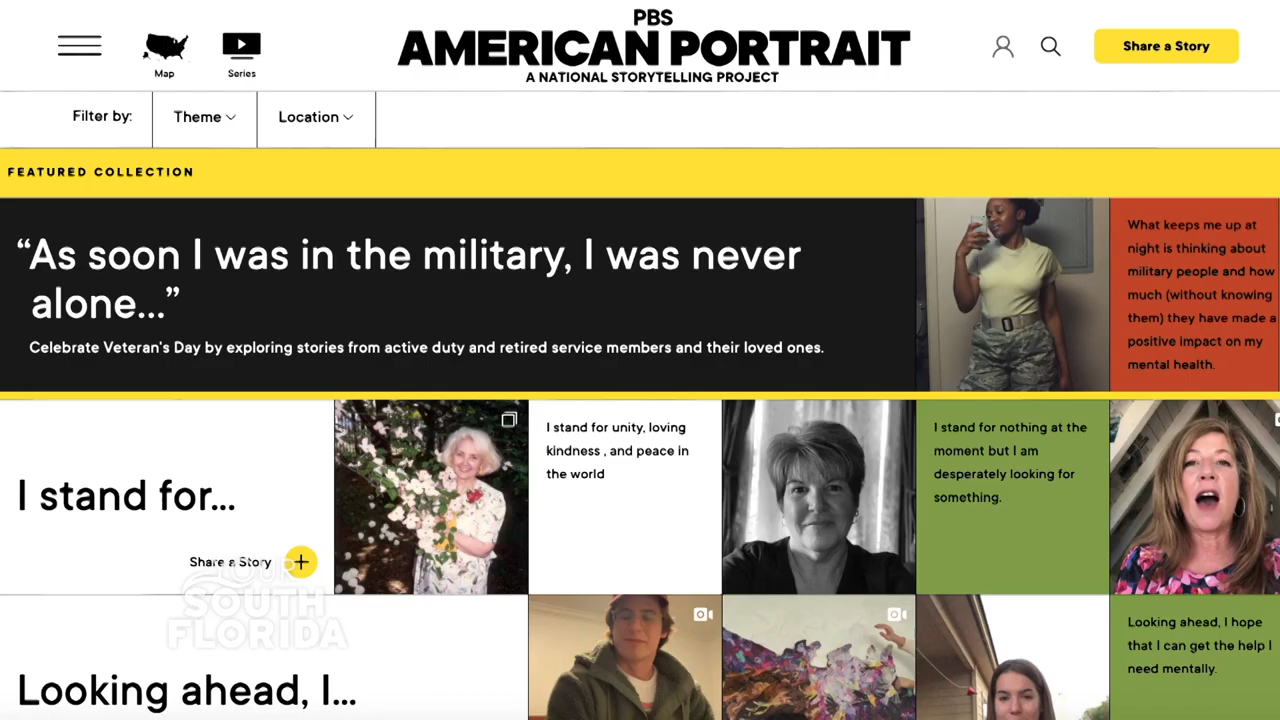 PBS
AMERICAN PORTRAIT
A NATIONAL STORYTELLING PROJECT
Map
Series
Share a Story
Filter by:
Theme
Location
FEATURED COLLECTION
“As soon I was in the military, I was never
alone...”
Celebrate Veteran's Day by exploring stories from active duty and retired service members and their loved ones.
What keeps me up at
night is thinking about
military people and how
much (without knowing
them) they have made a
positive impact on my
mental health.
I stand for...
Share a Story
I stand for unity, loving
kindness , and peace in
the world
I stand for nothing at the
moment but I am
desperately looking for
something.
YOUR
SOUTH
FLORIDA
Looking ahead, I...
Looking ahead, I hope
that I can get the help I
need mentally.